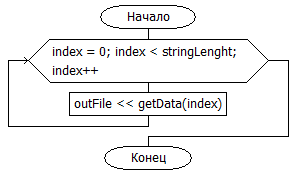 Начало
index = 0; index < stringLenght;
index++
outFile << getData(index)
Конец